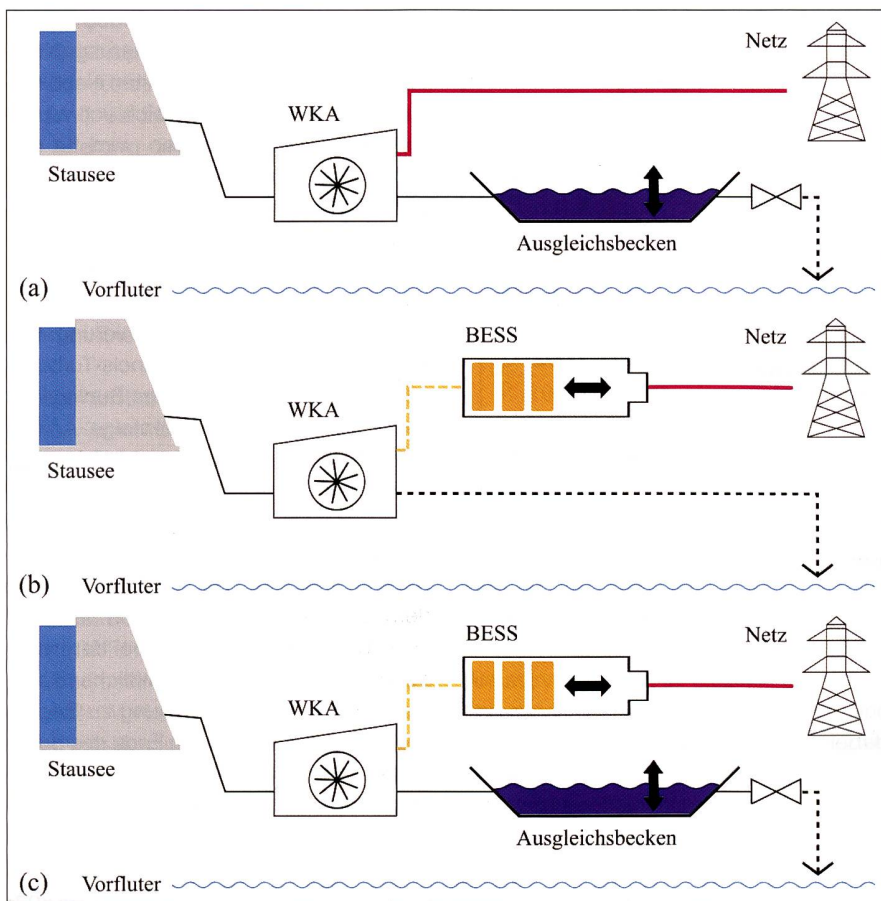 Netz
WKA
Stausee
Ausgleichsbecken
(a) Vorfluter
BESS
Netz
WKA
Stausee
(b) Vorfluter
BESS
Netz
WKA
Stausee
Ausgleichsbecken
(c) Vorfluter